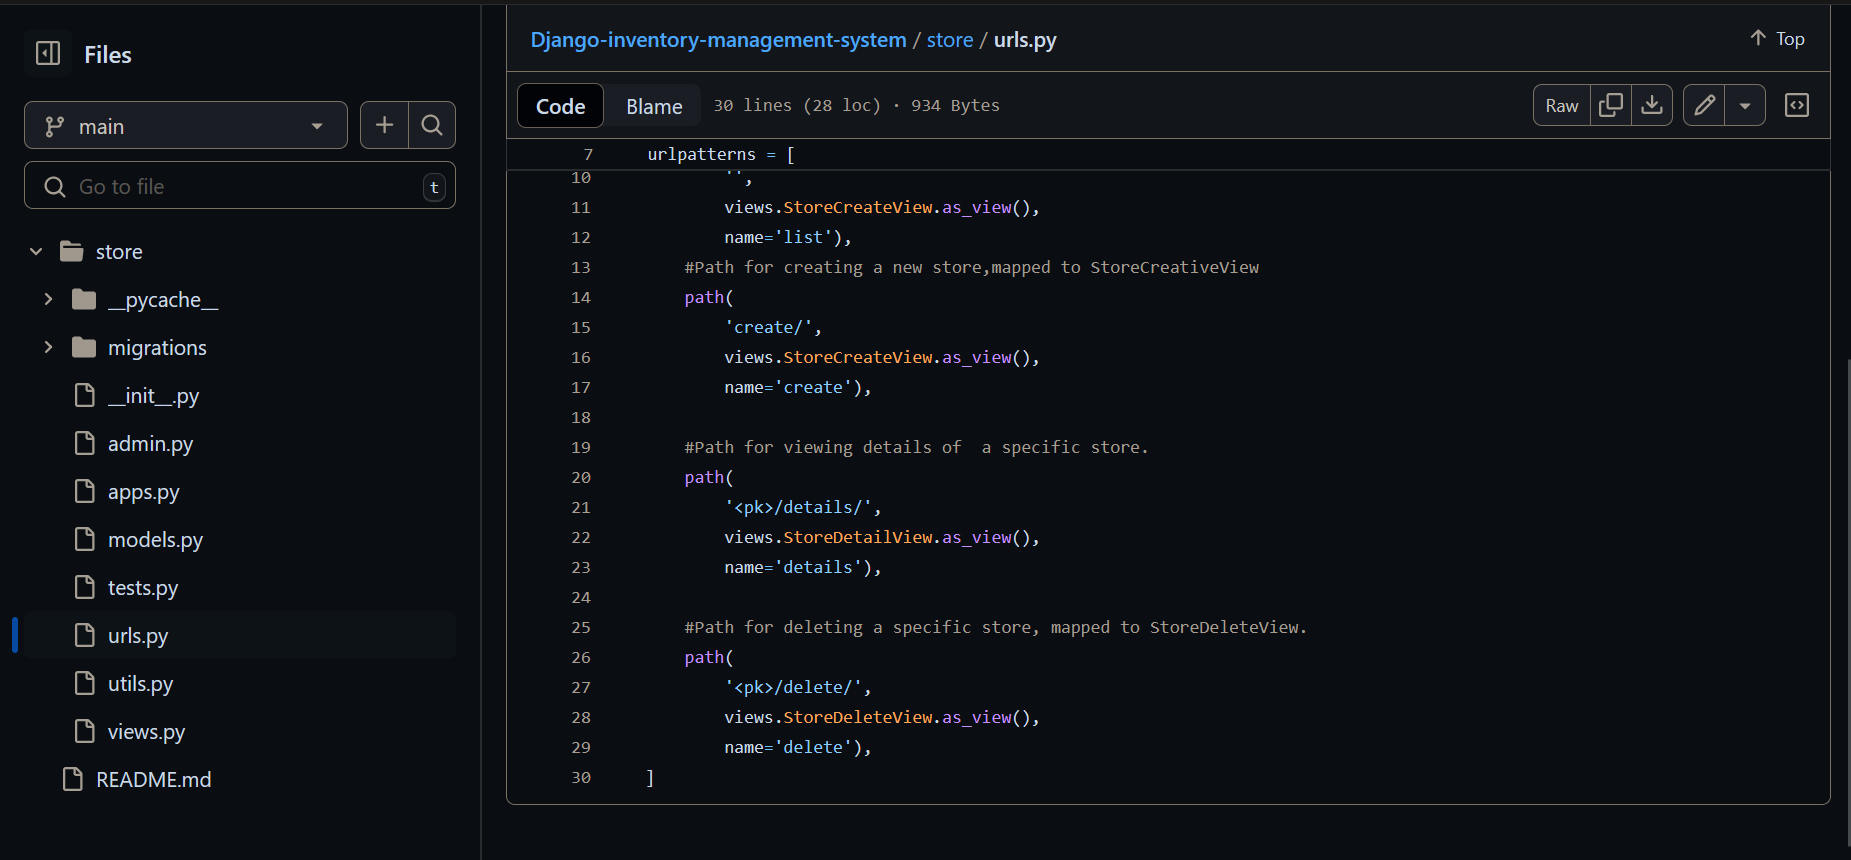 Files
main
Go to file
t
store
__pycache__
migrations
__init__.py
admin.py
apps.py
models.py
tests.py
urls.py
utils.py
views.py
README.md
Django-inventory-management-system / store / urls.py
Top
Code
Blame
30 lines (28 loc) · 934 Bytes
Raw
7 urlpatterns = [
10 '',
11 views.StoreCreateView.as_view(),
12 name='list'),
13 #Path for creating a new store,mapped to StoreCreativeView
14 path(
15 'create/',
16 views.StoreCreateView.as_view(),
17 name='create'),
18
19 #Path for viewing details of  a specific store.
20 path(
21 '<pk>/details/',
22 views.StoreDetailView.as_view(),
23 name='details'),
24
25 #Path for deleting a specific store, mapped to StoreDeleteView.
26 path(
27 '<pk>/delete/',
28 views.StoreDeleteView.as_view(),
29 name='delete'),
30 ]